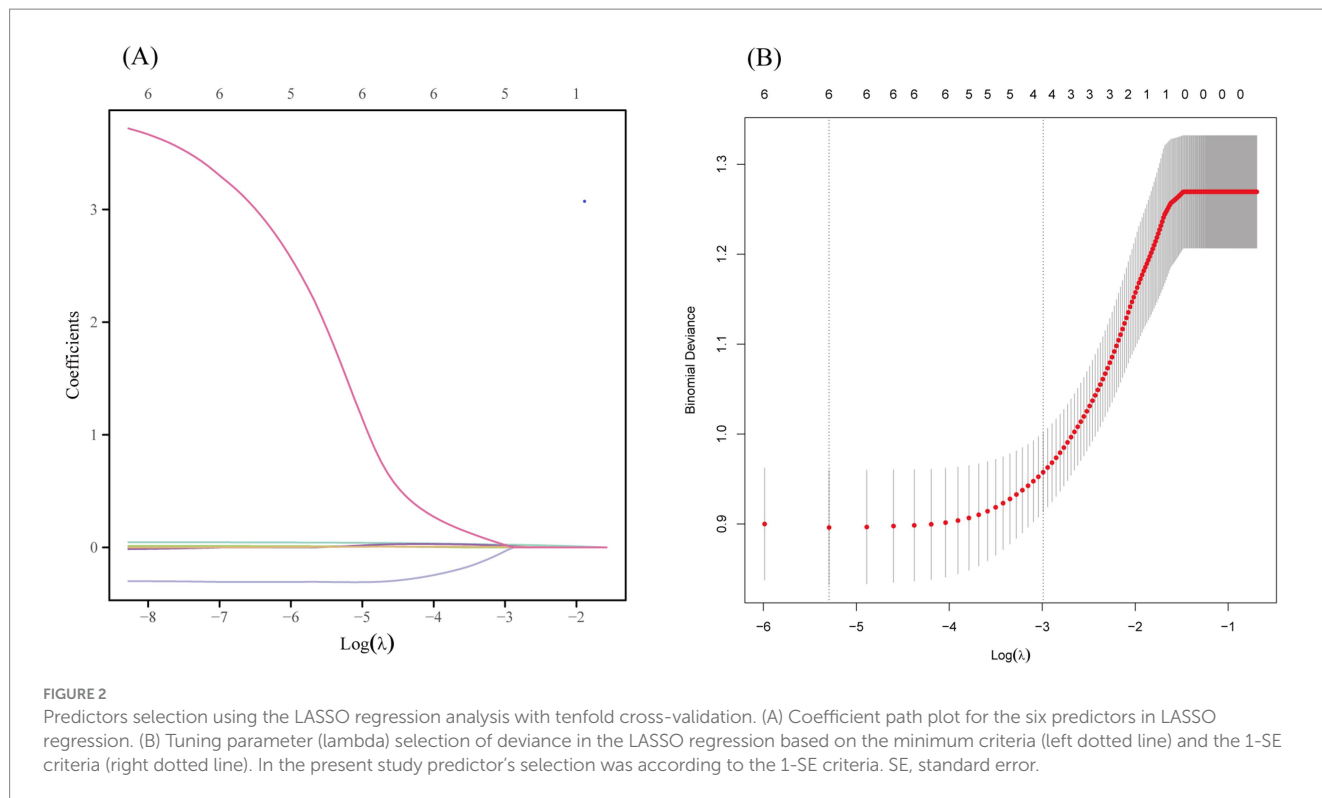 (A)
6 6 5 6 6 5 1
3
2
1
0
Coefficients
−8 −7 −6 −5 −4 −3 −2
Log(λ)
(B)
6 6 6 6 6 6 5 5 5 4 4 3 3 3 2 1 1 0 0 0 0
1.3
1.2
1.1
1.0
0.9
Binomial Deviance
−6 −5 −4 −3 −2 −1
Log(λ)
FIGURE 2
Predictors selection using the LASSO regression analysis with tenfold cross-validation. (A) Coefficient path plot for the six predictors in LASSO
regression. (B) Tuning parameter (lambda) selection of deviance in the LASSO regression based on the minimum criteria (left dotted line) and the 1-SE
criteria (right dotted line). In the present study predictor’s selection was according to the 1-SE criteria. SE, standard error.